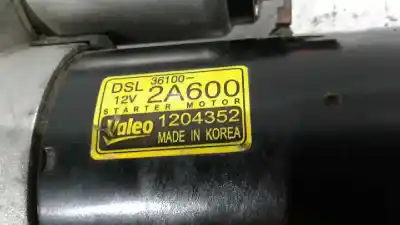 DSL 36100-
12V 2A600
STARTER MOTOR
Valeo 1204352
MADE IN KOREA